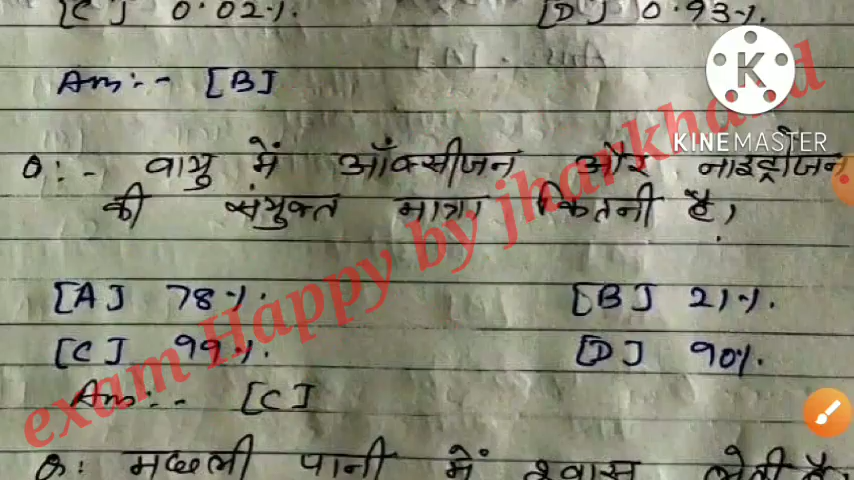 [C] 0.02%. [D] 0.93%.
Ans:- [B]
K
KINEMASTER
Q:- वायु में ऑक्सीजन और नाइट्रोजन
की संयुक्त मात्रा कितनी है,
[A] 78%. [B] 21%.
[C] 99%. [D] 90%.
Ans:- [C]
Q: मछली पानी में श्वास लेती है
exam Happy by jharkhand